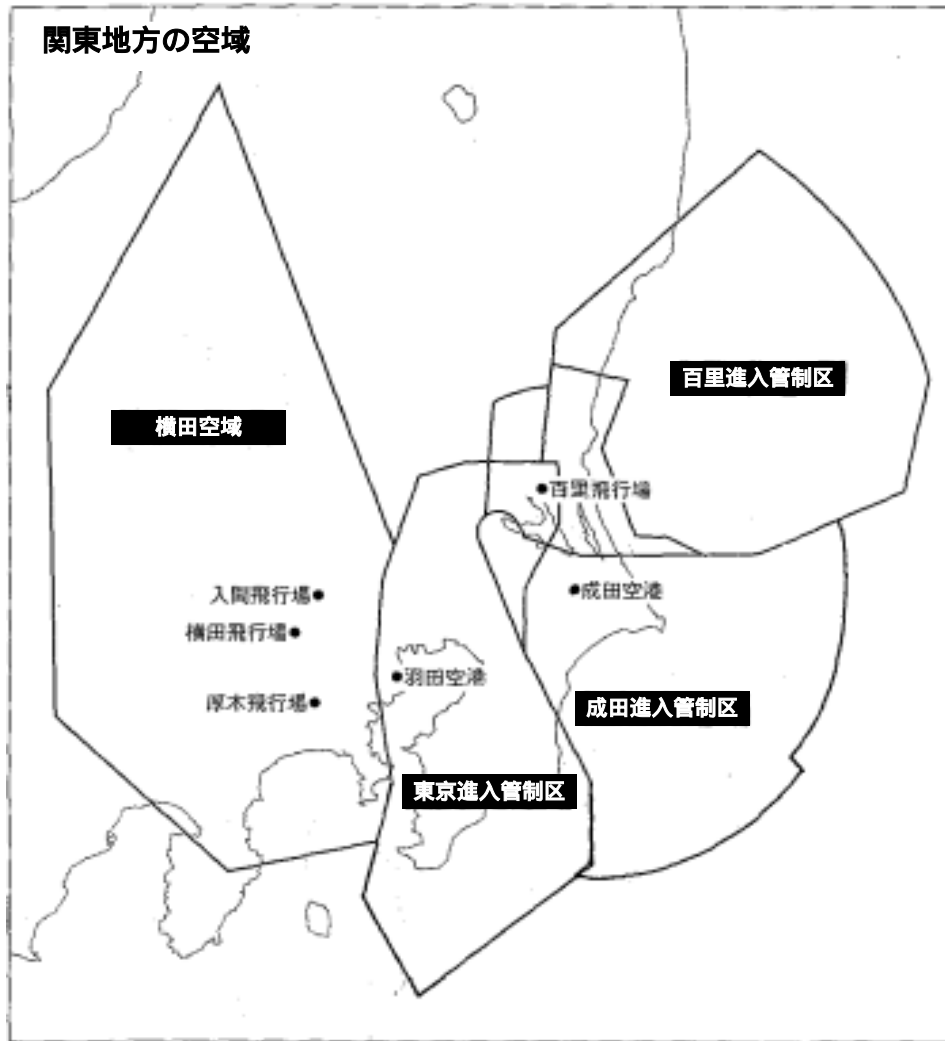 関東地方の空域
百里進入管制区
横田空域
百里飛行場
入間飛行場
成田空港
横田飛行場
羽田空港
厚木飛行場
成田進入管制区
東京進入管制区